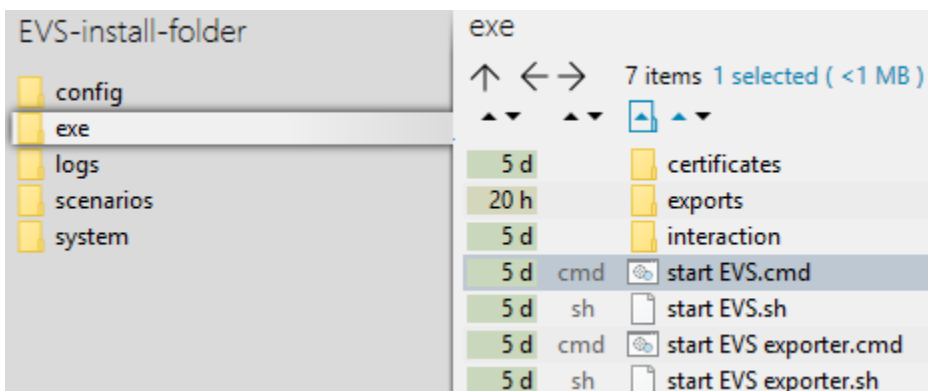 EVS-install-folder
config
exe
logs
scenarios
system
exe
7 items 1 selected ( <1 MB )
5 d certificates
20 h exports
5 d interaction
5 d cmd start EVS.cmd
5 d sh start EVS.sh
5 d cmd start EVS exporter.cmd
5 d sh start EVS exporter.sh